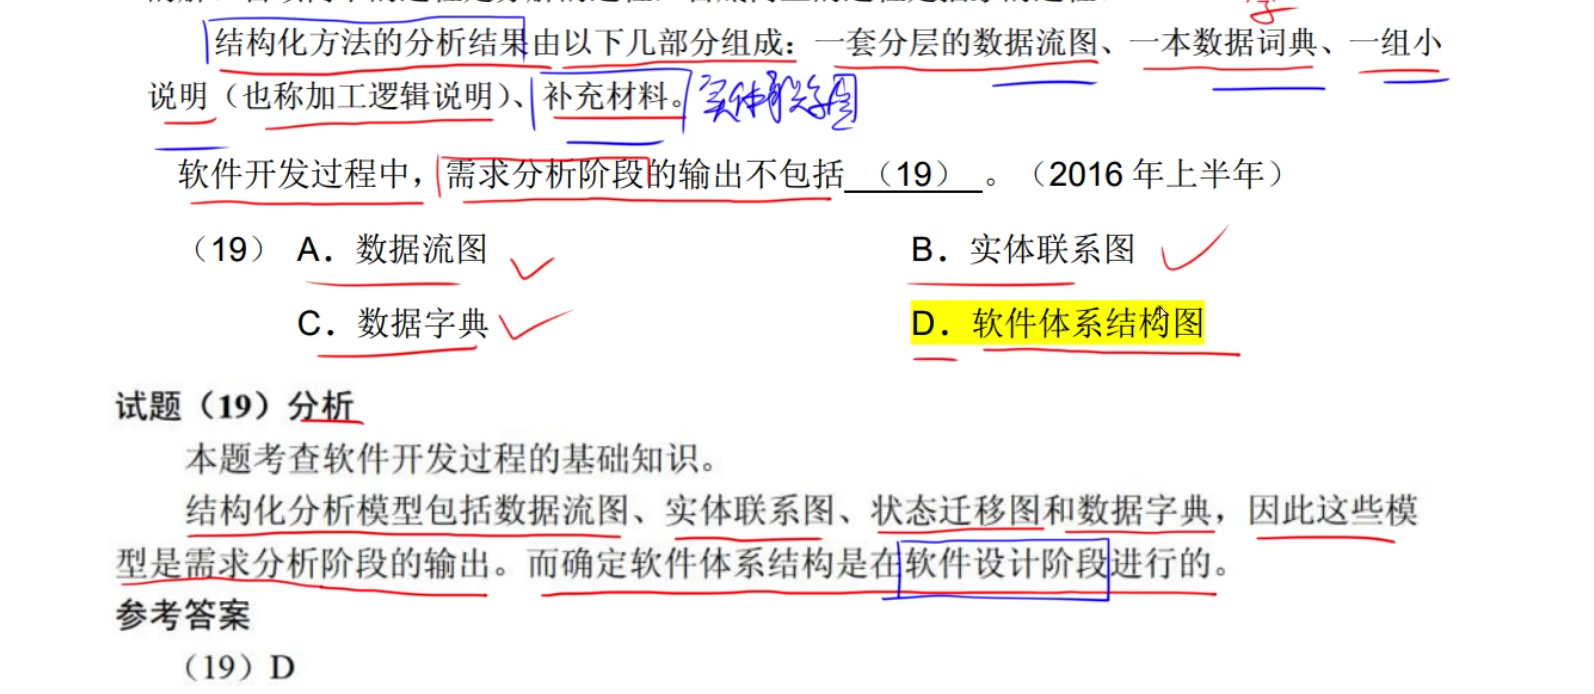 结构化方法的分析结果由以下几部分组成：一套分层的数据流图、一本数据词典、一组小
说明（也称加工逻辑说明）、补充材料。实体联系图
软件开发过程中，需求分析阶段的输出不包括（19）。（2016 年上半年）
（19）A．数据流图 B．实体联系图
C．数据字典 D．软件体系结构图
试题（19）分析
本题考查软件开发过程的基础知识。
结构化分析模型包括数据流图、实体联系图、状态迁移图和数据字典，因此这些模
型是需求分析阶段的输出。而确定软件体系结构是在软件设计阶段进行的。
参考答案
（19）D